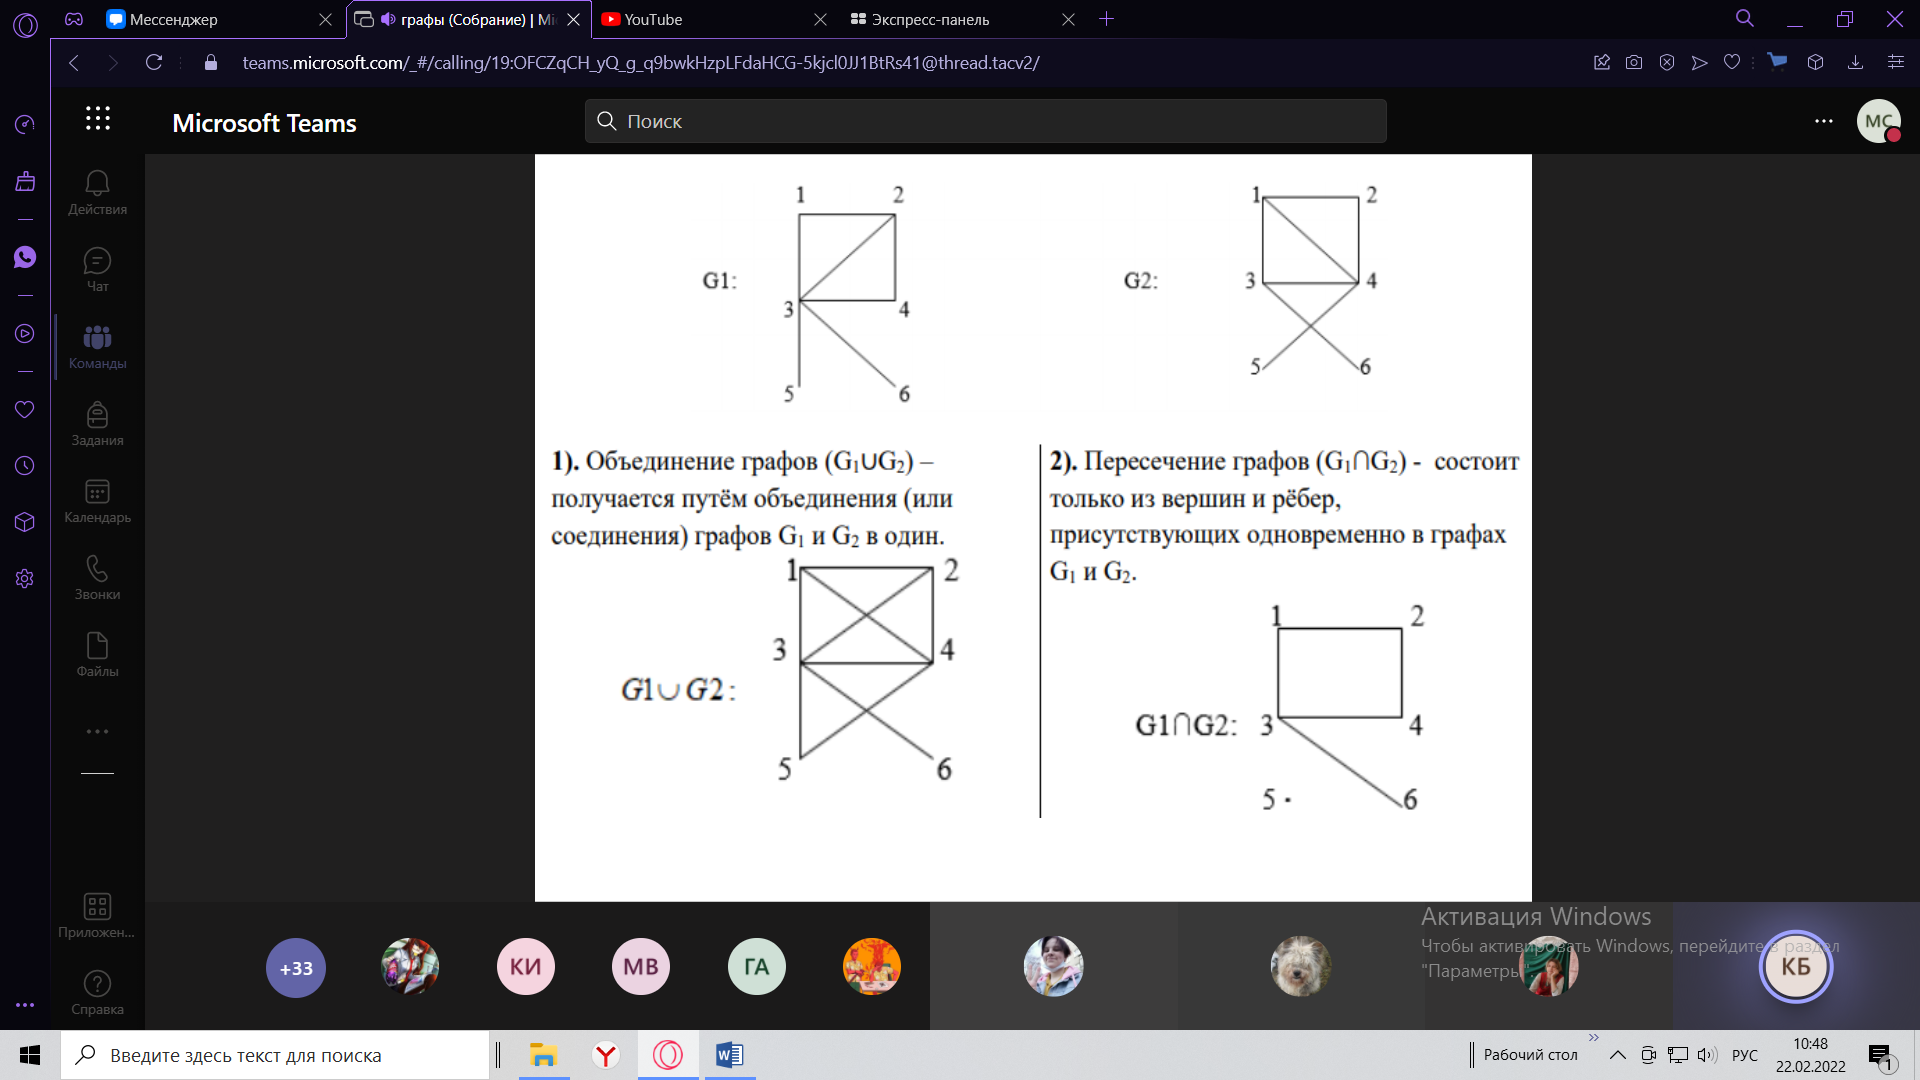 Мессенджер
графы (Собрание) | Mi
YouTube
Экспресс-панель
teams.microsoft.com/_#/calling/19:OFCZqCH_yQ_g_q9bwkHzpLFdaHCG-5kjcl0JJ1BtRs41@thread.tacv2/
Microsoft Teams
Поиск
МС
Действия
Чат
Команды
Задания
Календарь
Звонки
Файлы
Приложен...
Справка
1 2
G1:
3 4
5 6
1 2
G2:
3 4
5 6
1). Объединение графов (G₁∪G₂) –
получается путём объединения (или
соединения) графов G₁ и G₂ в один.
1 2
3 4
G1∪G2:
5 6
2). Пересечение графов (G₁∩G₂) - состоит
только из вершин и рёбер,
присутствующих одновременно в графах
G₁ и G₂.
1 2
G1∩G2: 3 4
5 · 6
+33
КИ
МВ
ГА
КБ
Активация Windows
Чтобы активировать Windows, перейдите в раздел
"Параметры"
Введите здесь текст для поиска
Рабочий стол
РУС
10:48
22.02.2022
1